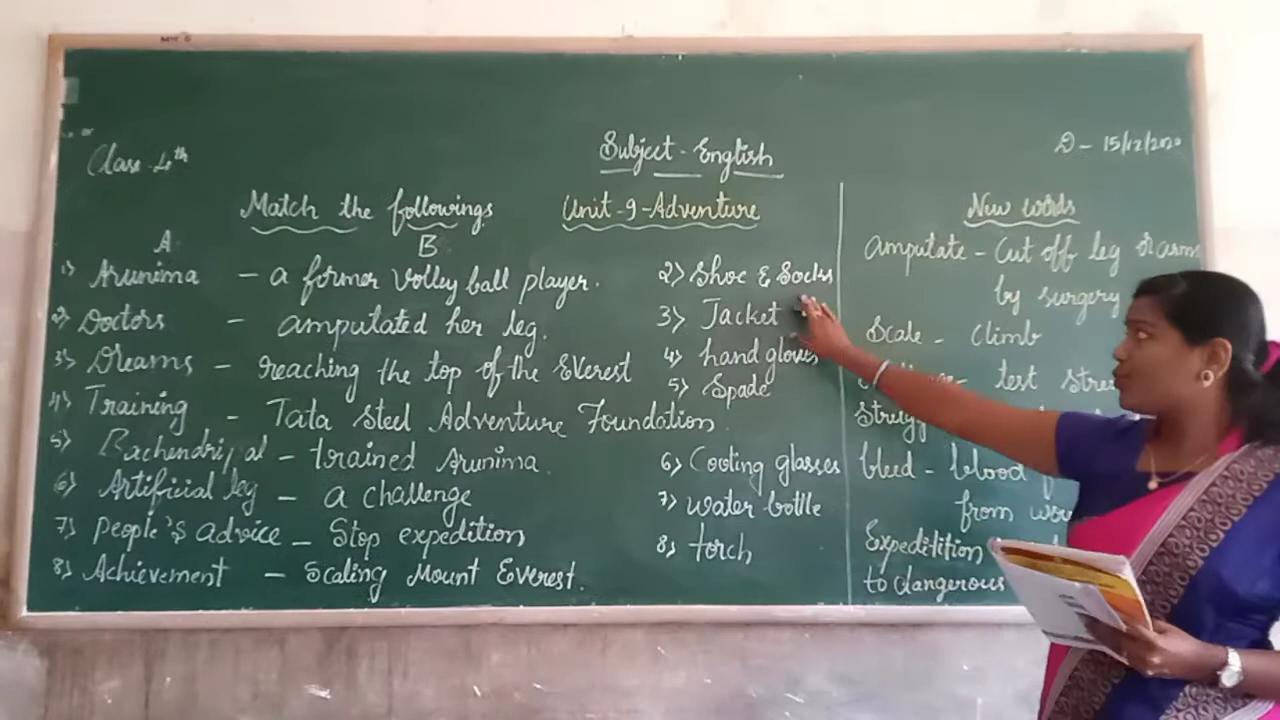 Class-4th
Subject-English
D-15/12/2020
Match the followings
Unit-9-Adventure
A
B
1) Arunima - a former volley ball player.
2) Doctors - amputated her leg.
3) Dreams - reaching the top of the Everest
4) Training - Tata Steel Adventure Foundation.
5) Bachendripal - trained Arunima.
6) Artificial leg - a challenge
7) people's advice - Stop expedition
8) Achievement - Scaling Mount Everest.
2) Shoe & Socks
3) Jacket
4) hand gloves
5) Spade
6) Cooling glasses
7) water bottle
8) torch
New words
amputate - Cut off leg or arm
by surgery
Scale - climb
test
bleed - blood
from
Expeditition
to dangerous